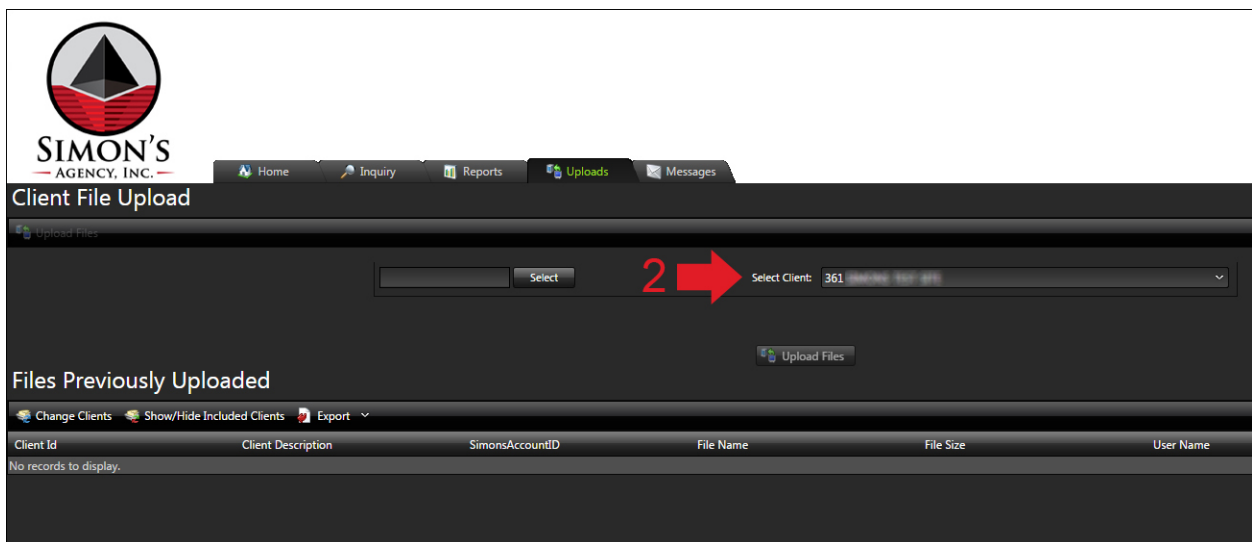 SIMON'S
AGENCY, INC.
Home Inquiry Reports Uploads Messages
Client File Upload
Upload Files
Select 2 Select Client: 361
Upload Files
Files Previously Uploaded
Change Clients Show/Hide Included Clients Export
Client Id Client Description SimonsAccountID File Name File Size User Name
No records to display.